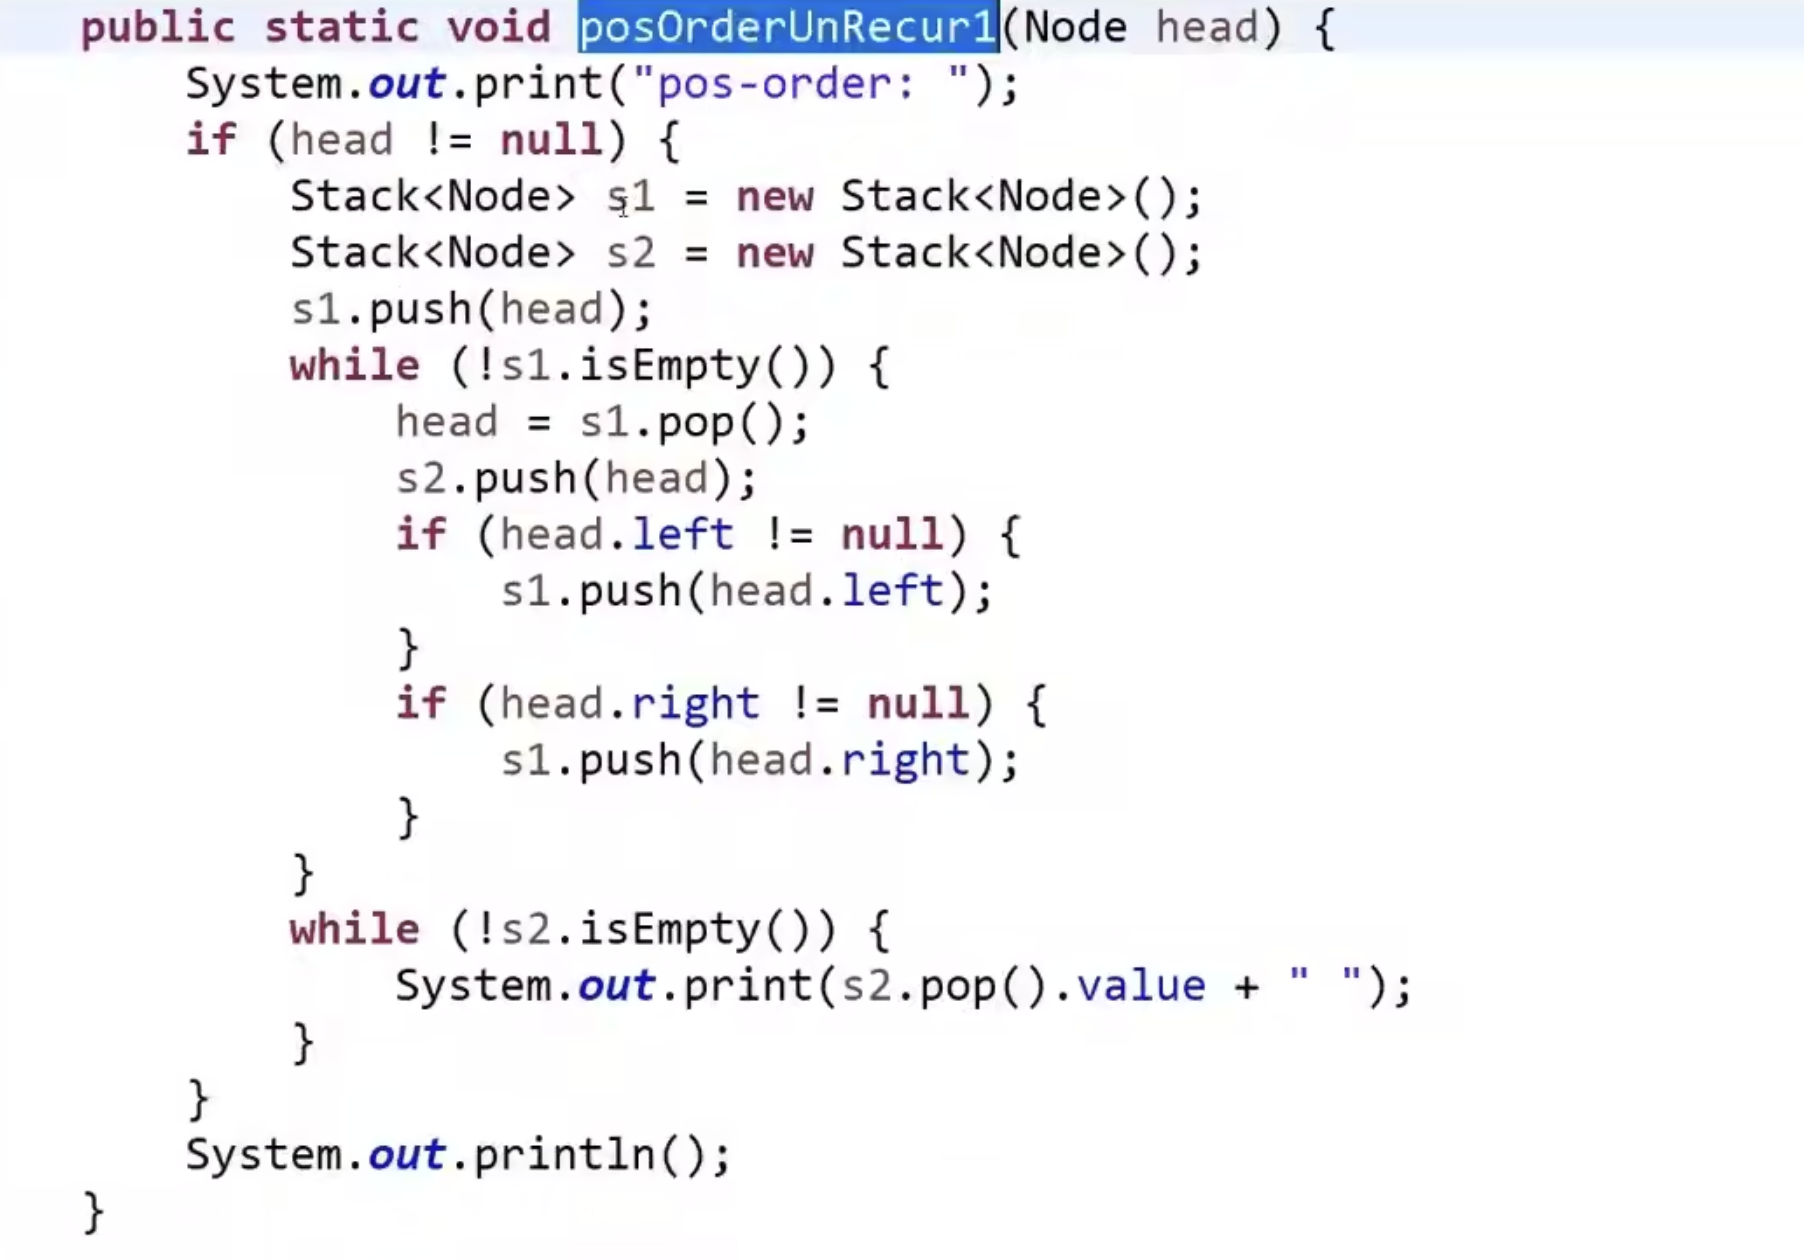 public static void posOrderUnRecur1(Node head) {
    System.out.print("pos-order: ");
    if (head != null) {
        Stack<Node> s1 = new Stack<Node>();
        Stack<Node> s2 = new Stack<Node>();
        s1.push(head);
        while (!s1.isEmpty()) {
            head = s1.pop();
            s2.push(head);
            if (head.left != null) {
                s1.push(head.left);
            }
            if (head.right != null) {
                s1.push(head.right);
            }
        }
        while (!s2.isEmpty()) {
            System.out.print(s2.pop().value + " ");
        }
    }
    System.out.println();
}